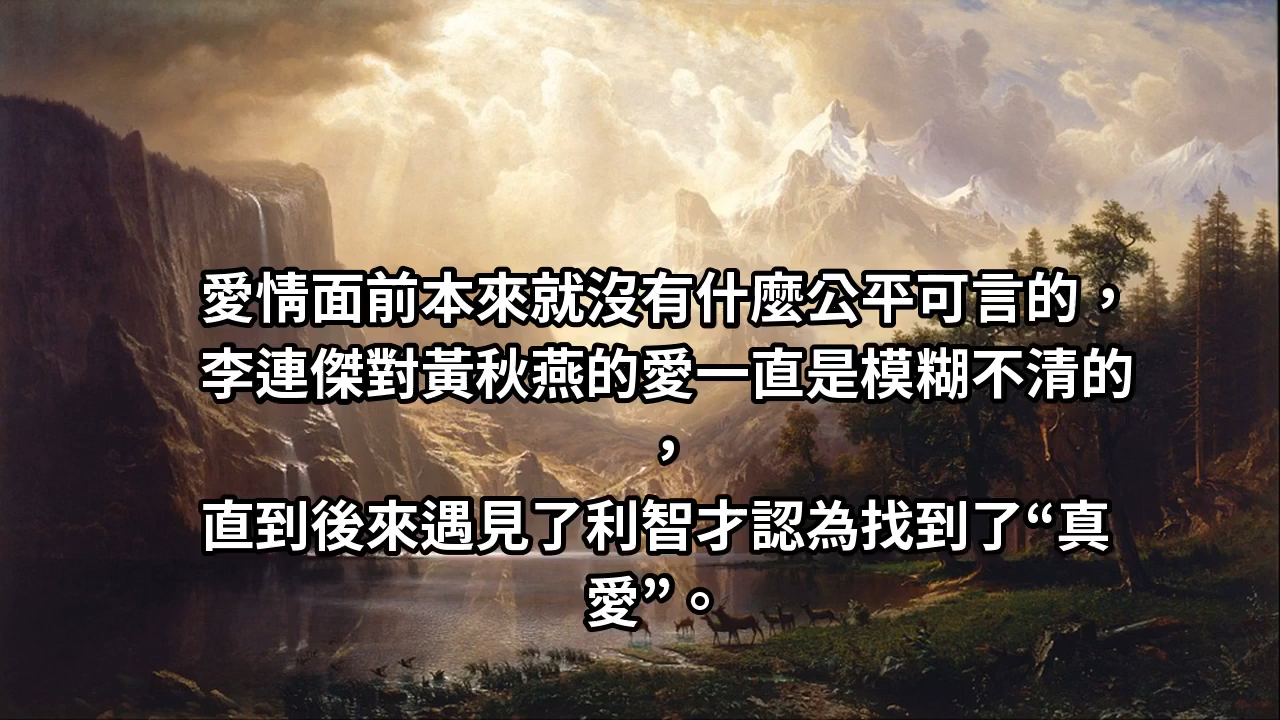 愛情面前本來就沒有什麼公平可言的，
李連傑對黃秋燕的愛一直是模糊不清的
，
直到後來遇見了利智才認為找到了“真
愛”。